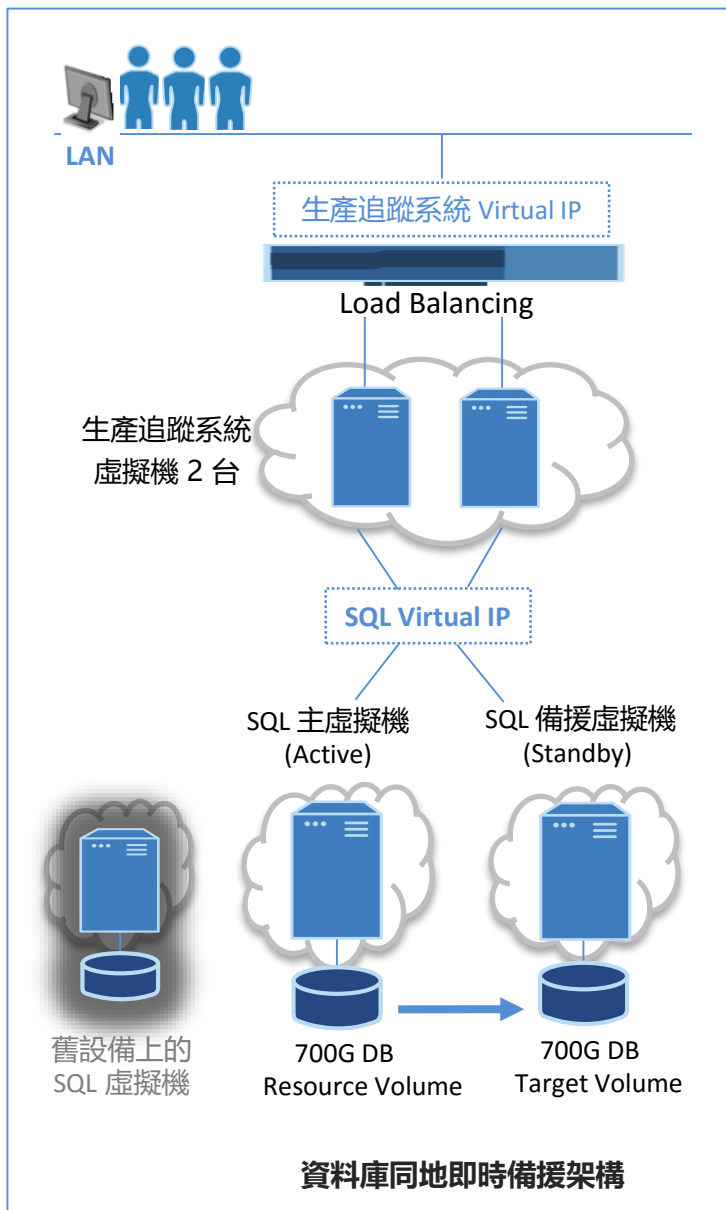 LAN
生產追蹤系統 Virtual IP
Load Balancing
生產追蹤系統
虛擬機 2 台
SQL Virtual IP
SQL 主虛擬機
(Active)
SQL 備援虛擬機
(Standby)
舊設備上的
SQL 虛擬機
700G DB
Resource Volume
700G DB
Target Volume
資料庫同地即時備援架構